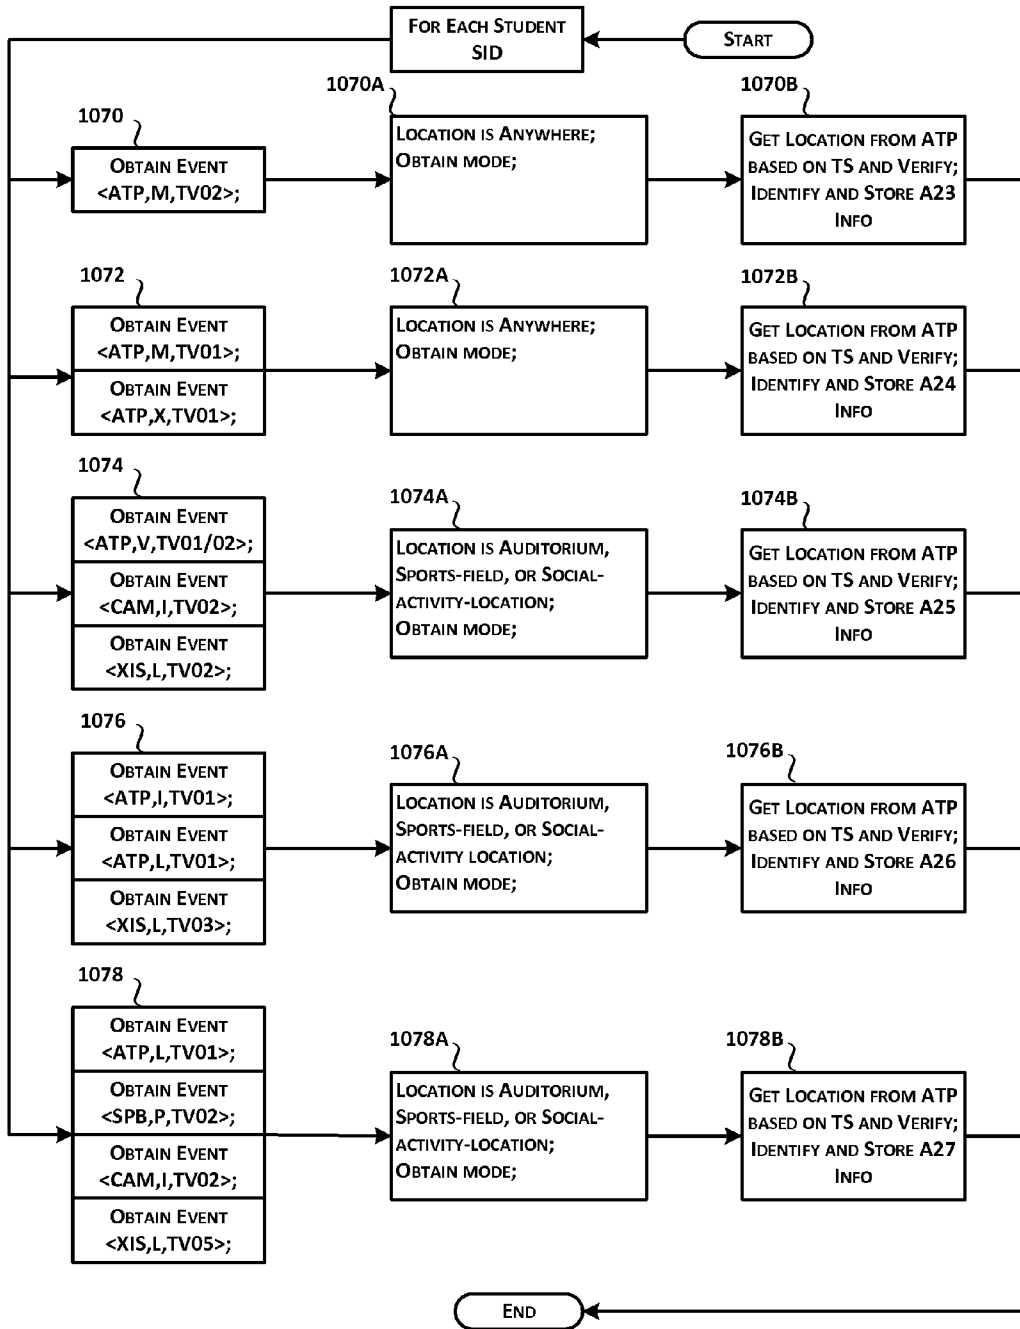 FOR EACH STUDENT
SID
START
1070
OBTAIN EVENT
<ATP,M,TV02>;
1070A
LOCATION IS ANYWHERE;
OBTAIN MODE;
1070B
GET LOCATION FROM ATP
BASED ON TS AND VERIFY;
IDENTIFY AND STORE A23
INFO
1072
OBTAIN EVENT
<ATP,M,TV01>;
OBTAIN EVENT
<ATP,X,TV01>;
1072A
LOCATION IS ANYWHERE;
OBTAIN MODE;
1072B
GET LOCATION FROM ATP
BASED ON TS AND VERIFY;
IDENTIFY AND STORE A24
INFO
1074
OBTAIN EVENT
<ATP,V,TV01/02>;
OBTAIN EVENT
<CAM,I,TV02>;
OBTAIN EVENT
<XIS,L,TV02>;
1074A
LOCATION IS AUDITORIUM,
SPORTS-FIELD, OR SOCIAL-
ACTIVITY-LOCATION;
OBTAIN MODE;
1074B
GET LOCATION FROM ATP
BASED ON TS AND VERIFY;
IDENTIFY AND STORE A25
INFO
1076
OBTAIN EVENT
<ATP,I,TV01>;
OBTAIN EVENT
<ATP,L,TV01>;
OBTAIN EVENT
<XIS,L,TV03>;
1076A
LOCATION IS AUDITORIUM,
SPORTS-FIELD, OR SOCIAL-
ACTIVITY LOCATION;
OBTAIN MODE;
1076B
GET LOCATION FROM ATP
BASED ON TS AND VERIFY;
IDENTIFY AND STORE A26
INFO
1078
OBTAIN EVENT
<ATP,L,TV01>;
OBTAIN EVENT
<SPB,P,TV02>;
OBTAIN EVENT
<CAM,I,TV02>;
OBTAIN EVENT
<XIS,L,TV05>;
1078A
LOCATION IS AUDITORIUM,
SPORTS-FIELD, OR SOCIAL-
ACTIVITY-LOCATION;
OBTAIN MODE;
1078B
GET LOCATION FROM ATP
BASED ON TS AND VERIFY;
IDENTIFY AND STORE A27
INFO
END